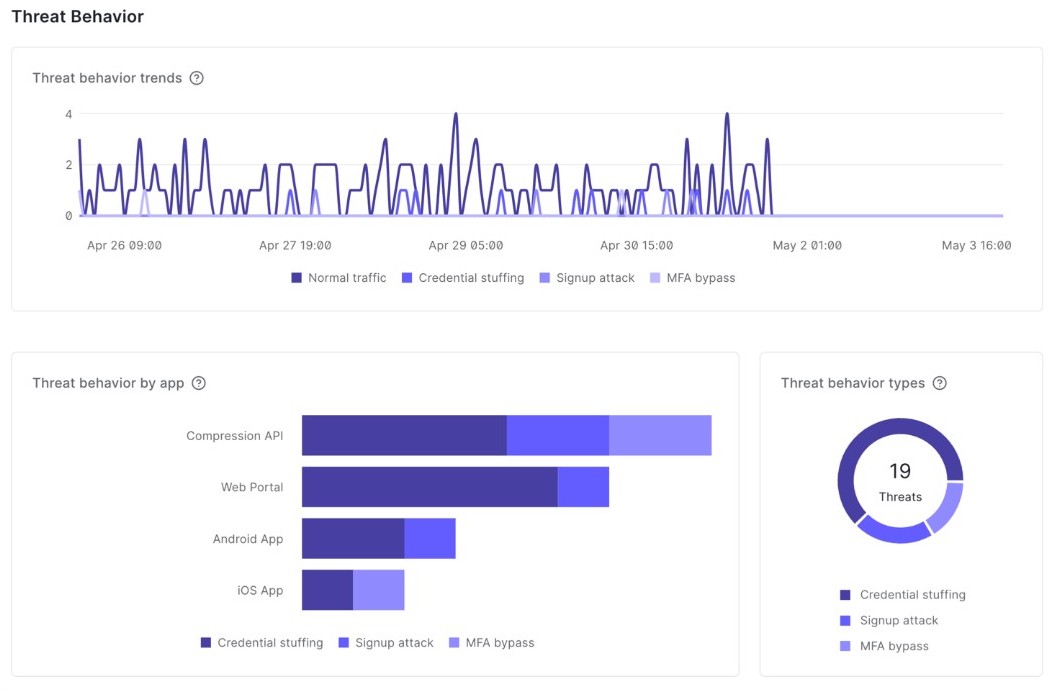 Threat Behavior
Threat behavior trends ?
4
2
0
Apr 26 09:00 Apr 27 19:00 Apr 29 05:00 Apr 30 15:00 May 2 01:00 May 3 16:00
Normal traffic Credential stuffing Signup attack MFA bypass
Threat behavior by app ?
Compression API
Web Portal
Android App
iOS App
Credential stuffing Signup attack MFA bypass
Threat behavior types ?
19
Threats
Credential stuffing
Signup attack
MFA bypass